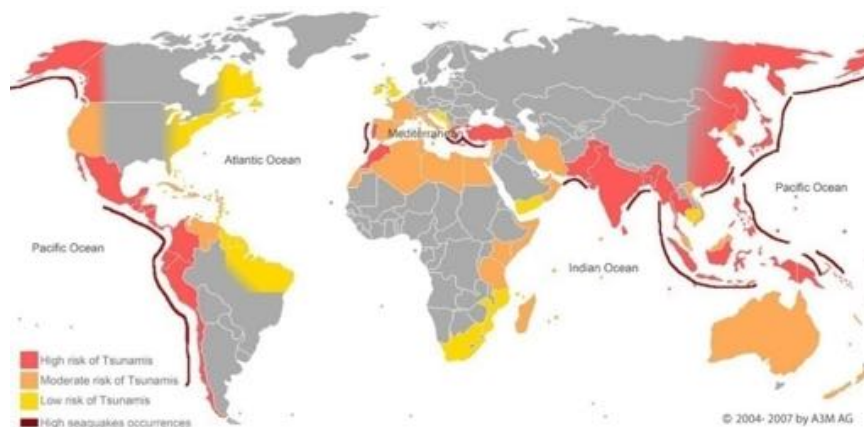 Atlantic Ocean
Mediterranean
Pacific Ocean
Pacific Ocean
Indian Ocean
High risk of Tsunamis
Moderate risk of Tsunamis
Low risk of Tsunamis
High seaquakes occurrences
© 2004- 2007 by A3M AG